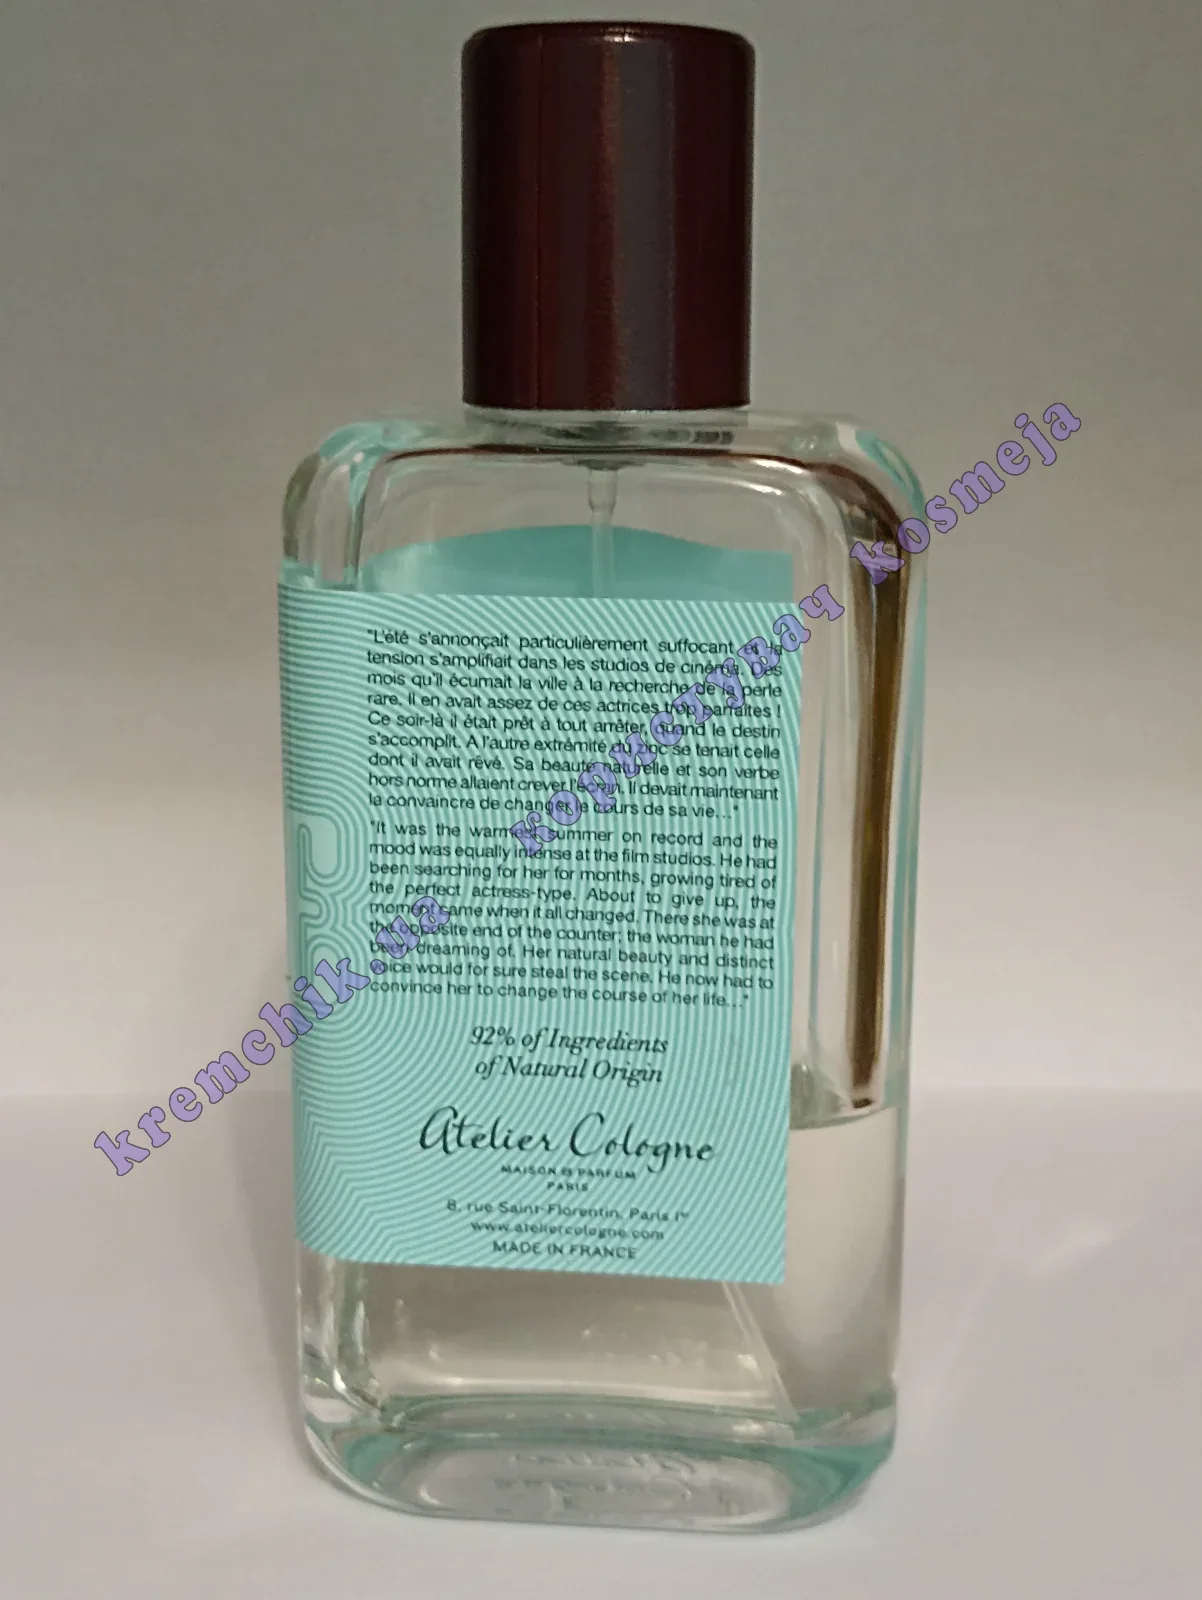 "L'été s'annonçait particulièrement suffocant et la
tension s'amplifiait dans les studios de cinéma. Des
mois qu'il écumait la ville à la recherche de la perle
rare. Il en avait assez de ces actrices trop parfaites !
Ce soir-là il était prêt à tout arrêter, quand le destin
s'accomplit. A l'autre extrémité du zinc se tenait celle
dont il avait rêvé. Sa beauté naturelle et son verbe
hors norme allaient crever l'écran. Il devait maintenant
la convaincre de changer le cours de sa vie..."
"It was the warmest summer on record and the
mood was equally intense at the film studios. He had
been searching for her for months, growing tired of
the perfect actress-type. About to give up, the
moment came when it all changed. There she was at
the opposite end of the counter; the woman he had
been dreaming of. Her natural beauty and distinct
voice would for sure steal the scene. He now had to
convince her to change the course of her life..."
92% of Ingredients
of Natural Origin
Atelier Cologne
MAISON DE PARFUM
PARIS
8, rue Saint-Florentin, Paris Iᵉʳ
www.ateliercologne.com
MADE IN FRANCE
kremchik.ua користувач kosmeja